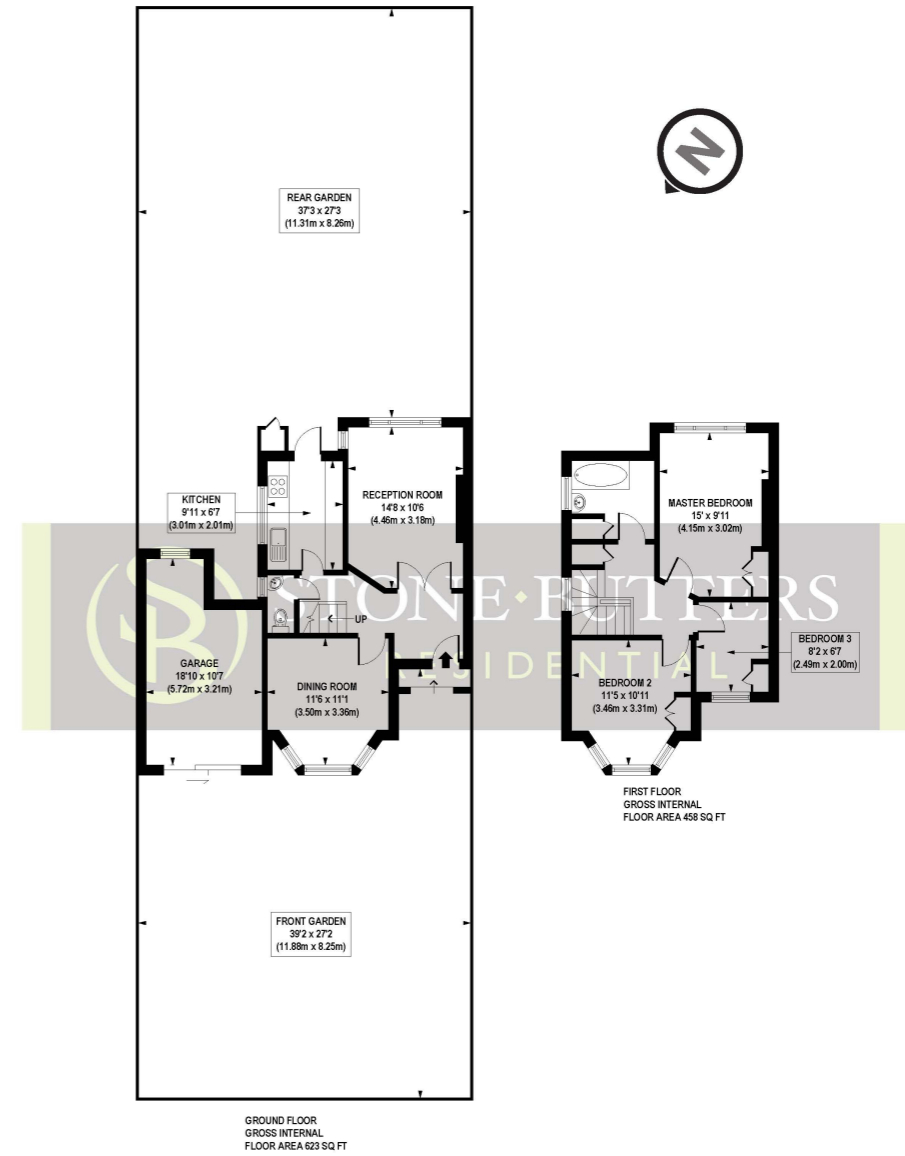 REAR GARDEN
37'3 x 27'3
(11.31m x 8.26m)
N
KITCHEN
9'11 x 6'7
(3.01m x 2.01m)
RECEPTION ROOM
14'8 x 10'6
(4.46m x 3.18m)
MASTER BEDROOM
15' x 9'11
(4.15m x 3.02m)
SB
STONE•BUTTERS
RESIDENTIAL
UP
GARAGE
18'10 x 10'7
(5.72m x 3.21m)
DINING ROOM
11'6 x 11'1
(3.50m x 3.36m)
BEDROOM 2
11'5 x 10'11
(3.46m x 3.31m)
BEDROOM 3
8'2 x 6'7
(2.49m x 2.00m)
FIRST FLOOR
GROSS INTERNAL
FLOOR AREA 458 SQ FT
FRONT GARDEN
39'2 x 27'2
(11.88m x 8.25m)
GROUND FLOOR
GROSS INTERNAL
FLOOR AREA 623 SQ FT